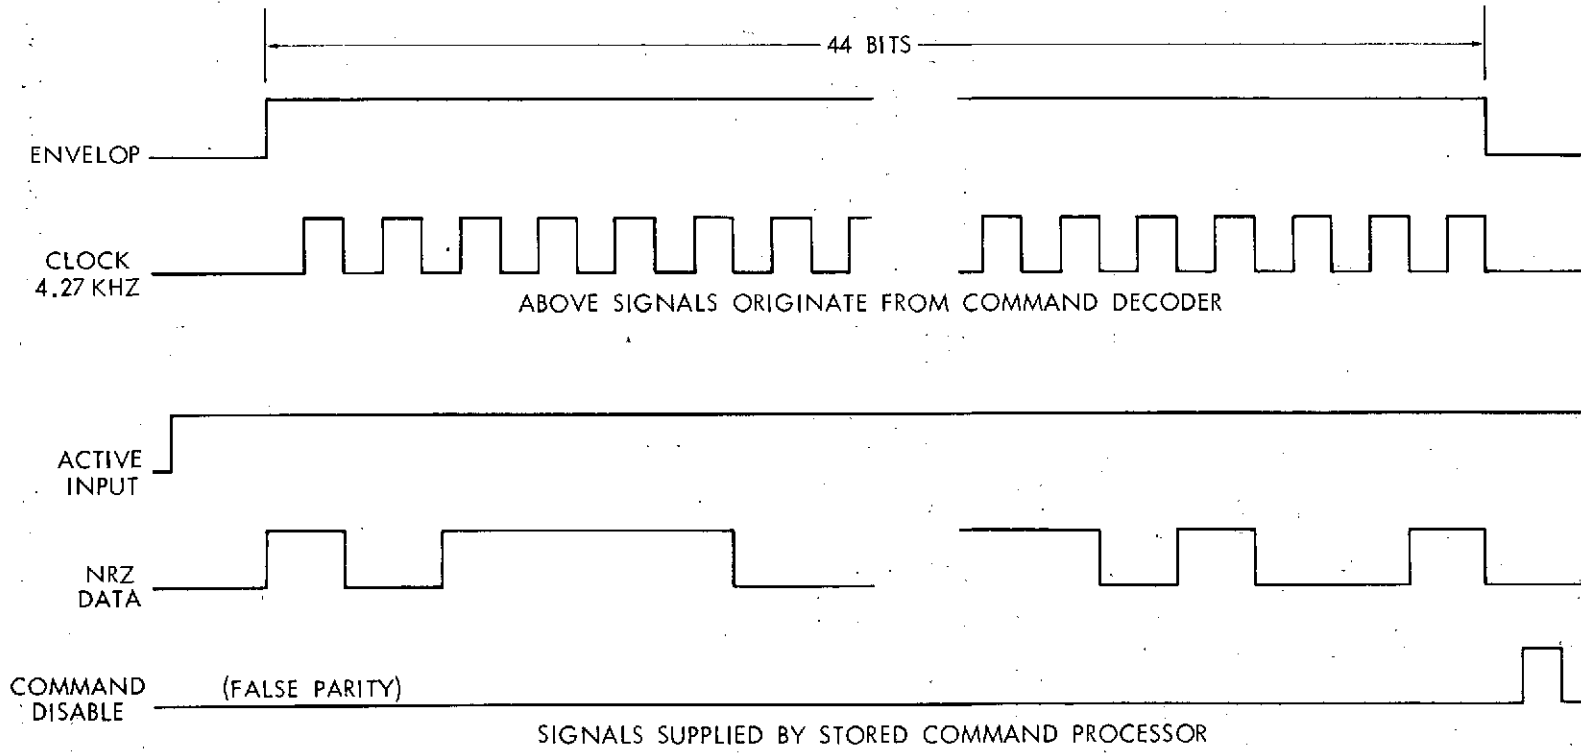 44 BITS
ENVELOP
CLOCK
4.27 KHZ
ABOVE SIGNALS ORIGINATE FROM COMMAND DECODER
ACTIVE
INPUT
NRZ
DATA
COMMAND
DISABLE
(FALSE PARITY)
SIGNALS SUPPLIED BY STORED COMMAND PROCESSOR